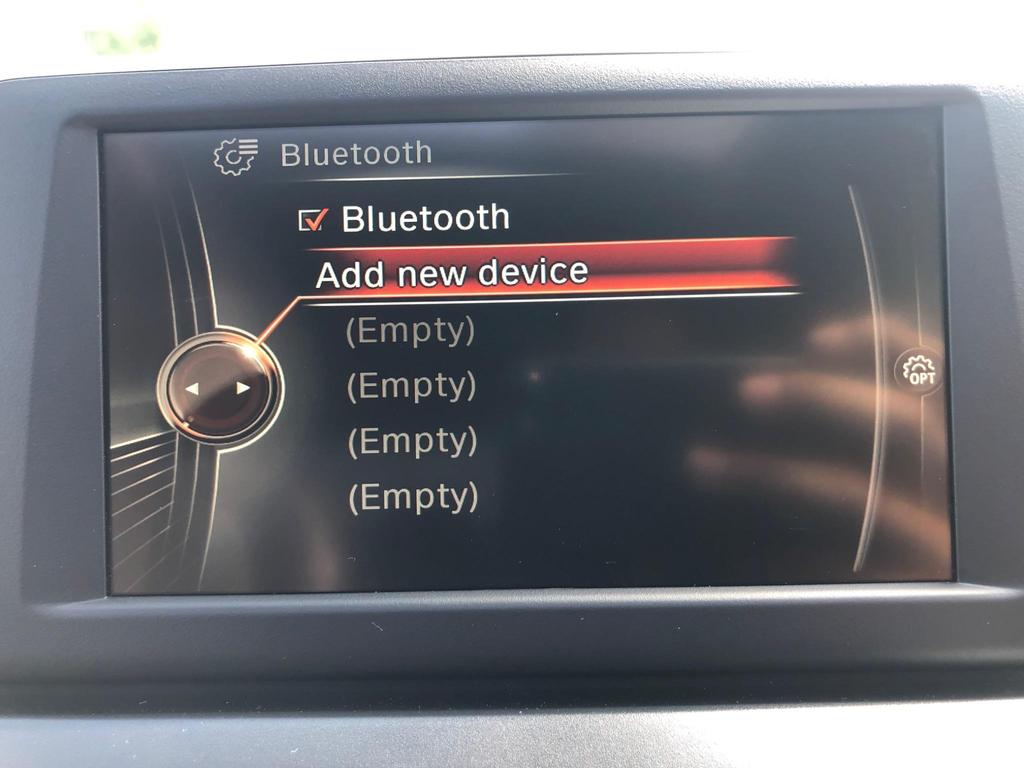 Bluetooth
Bluetooth
Add new device
(Empty)
(Empty)
(Empty)
(Empty)
OPT